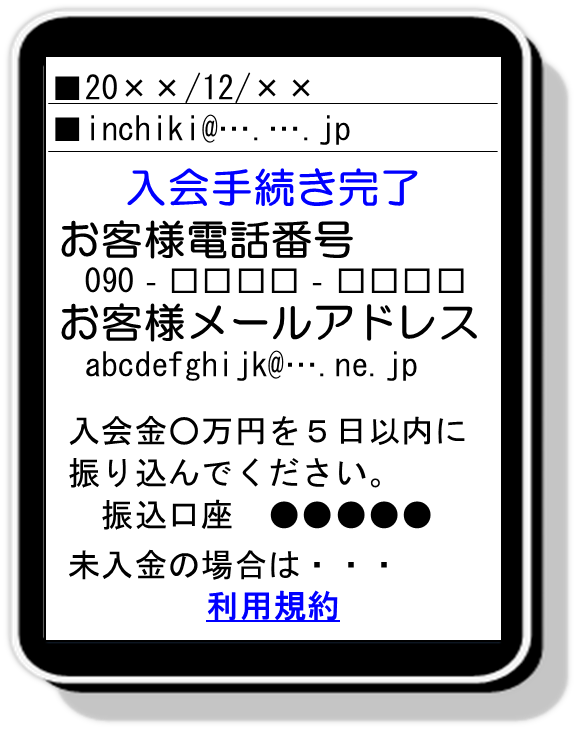 ■20××/12/××
■inchiki@….….jp
入会手続き完了
お客様電話番号
090‐□□□□‐□□□□
お客様メールアドレス
abcdefghijk@….ne.jp
入会金〇万円を５日以内に
振り込んでください。
振込口座　●●●●●
未入金の場合は・・・
利用規約